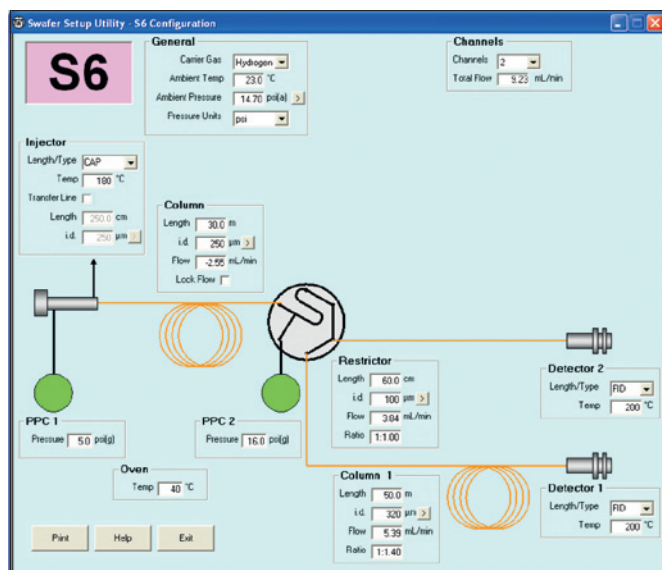 Swafer Setup Utility - S6 Configuration
S6
General
Carrier Gas Hydrogen
Ambient Temp 23.0 °C
Ambient Pressure 14.70 psi(a) >
Pressure Units psi
Channels
Channels 2
Total Flow 9.23 mL/min
Injector
Length/Type CAP
Temp 180 °C
Transfer Line
Length 250.0 cm
i.d. 250 µm >
Column
Length 30.0 m
i.d. 250 µm >
Flow -2.55 mL/min
Lock Flow
Restrictor
Length 60.0 cm
i.d. 100 µm >
Flow 3.84 mL/min
Ratio 1:1.00
Detector 2
Length/Type FID
Temp 200 °C
PPC 1
Pressure 5.0 psi(g)
PPC 2
Pressure 16.0 psi(g)
Oven
Temp 40 °C
Column 1
Length 50.0 m
i.d. 320 µm >
Flow 5.39 mL/min
Ratio 1:1.40
Detector 1
Length/Type FID
Temp 200 °C
Print Help Exit